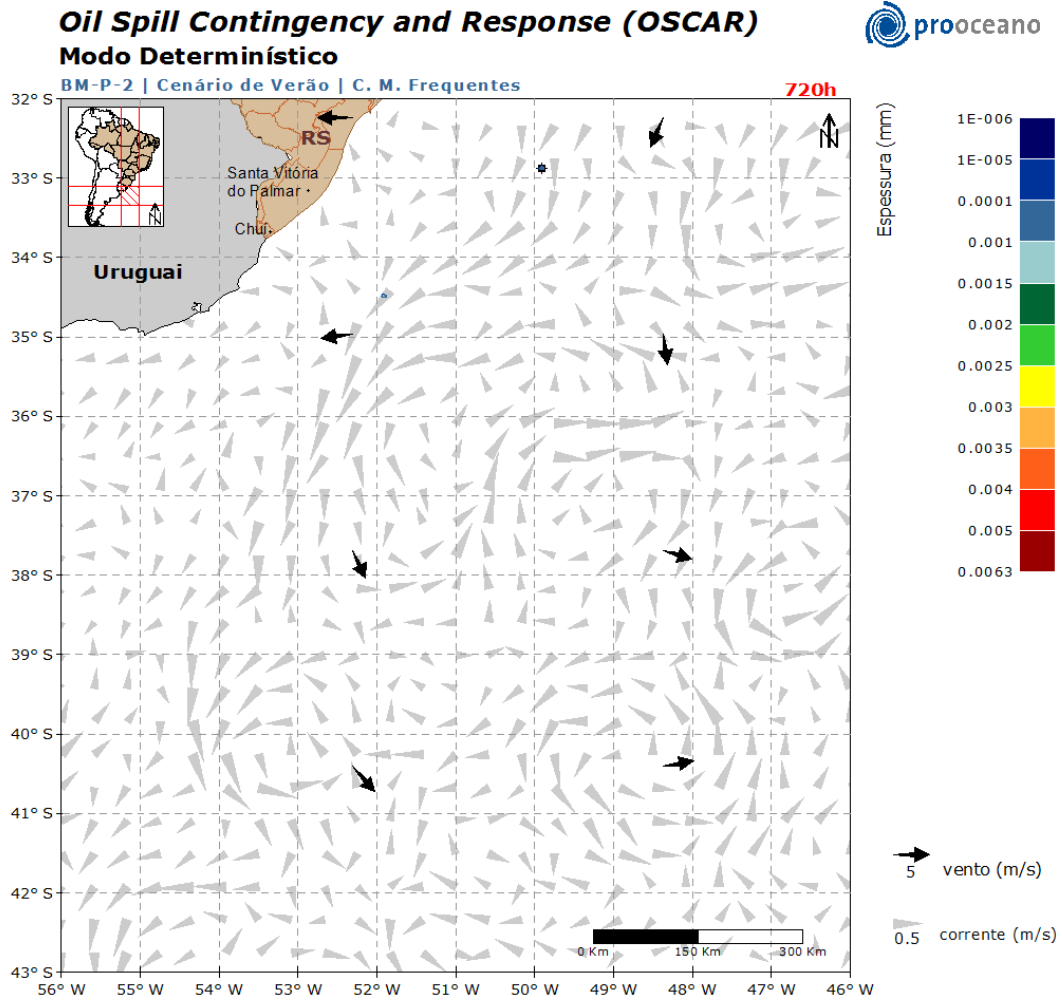 Oil Spill Contingency and Response (OSCAR)
prooceano
Modo Determinístico
BM-P-2 | Cenário de Verão | C. M. Frequentes
720h
32° S
33° S
34° S
35° S
36° S
37° S
38° S
39° S
40° S
41° S
42° S
43° S
56° W
55° W
54° W
53° W
52° W
51° W
50° W
49° W
48° W
47° W
46° W
RS
Santa Vitória
do Palmar
Chuí
Uruguai
N
N
0 Km
150 Km
300 Km
Espessura (mm)
1E-006
1E-005
0.0001
0.001
0.0015
0.002
0.0025
0.003
0.0035
0.004
0.005
0.0063
5 vento (m/s)
0.5 corrente (m/s)